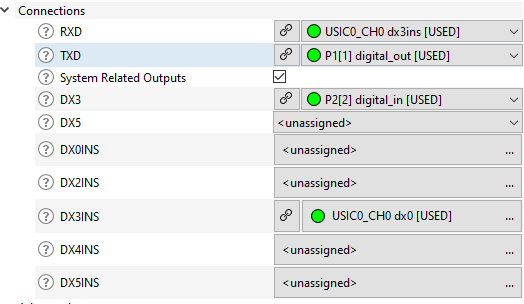 Connections
RXD USIC0_CH0 dx3ins [USED]
TXD P1[1] digital_out [USED]
System Related Outputs
DX3 P2[2] digital_in [USED]
DX5 <unassigned>
DX0INS <unassigned> ...
DX2INS <unassigned> ...
DX3INS USIC0_CH0 dx0 [USED] ...
DX4INS <unassigned> ...
DX5INS <unassigned> ...